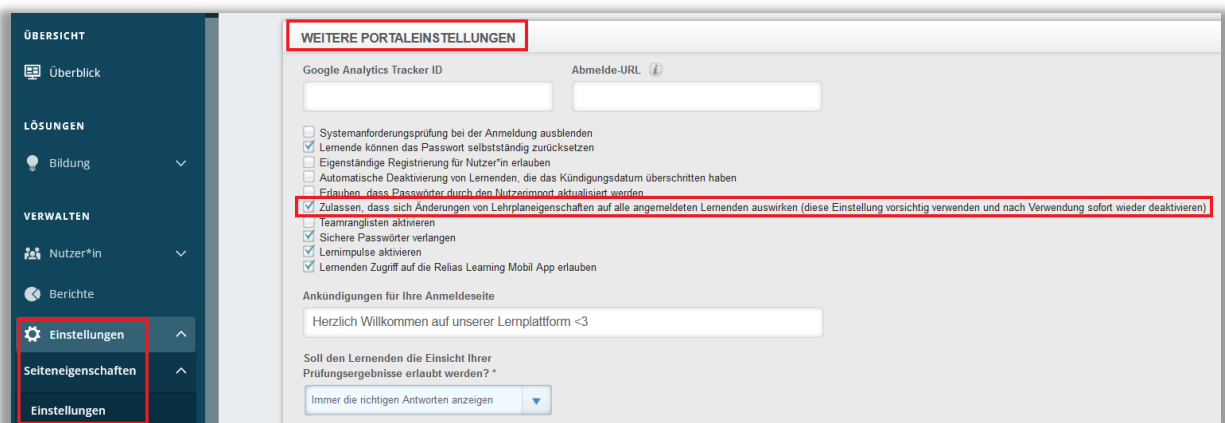 ÜBERSICHT
Überblick
LÖSUNGEN
Bildung
VERWALTEN
Nutzer*in
Berichte
Einstellungen
Seiteneigenschaften
Einstellungen
WEITERE PORTALEINSTELLUNGEN
Google Analytics Tracker ID
Abmelde-URL i
Systemanforderungsprüfung bei der Anmeldung ausblenden
Lernende können das Passwort selbstständig zurücksetzen
Eigenständige Registrierung für Nutzer*in erlauben
Automatische Deaktivierung von Lernenden, die das Kündigungsdatum überschritten haben
Erlauben, dass Passwörter durch den Nutzerimport aktualisiert werden
Zulassen, dass sich Änderungen von Lehrplaneigenschaften auf alle angemeldeten Lernenden auswirken (diese Einstellung vorsichtig verwenden und nach Verwendung sofort wieder deaktivieren)
Teamranglisten aktivieren
Sichere Passwörter verlangen
Lernimpulse aktivieren
Lernenden Zugriff auf die Relias Learning Mobil App erlauben
Ankündigungen für Ihre Anmeldeseite
Herzlich Willkommen auf unserer Lernplattform <3
Soll den Lernenden die Einsicht Ihrer
Prüfungsergebnisse erlaubt werden? *
Immer die richtigen Antworten anzeigen